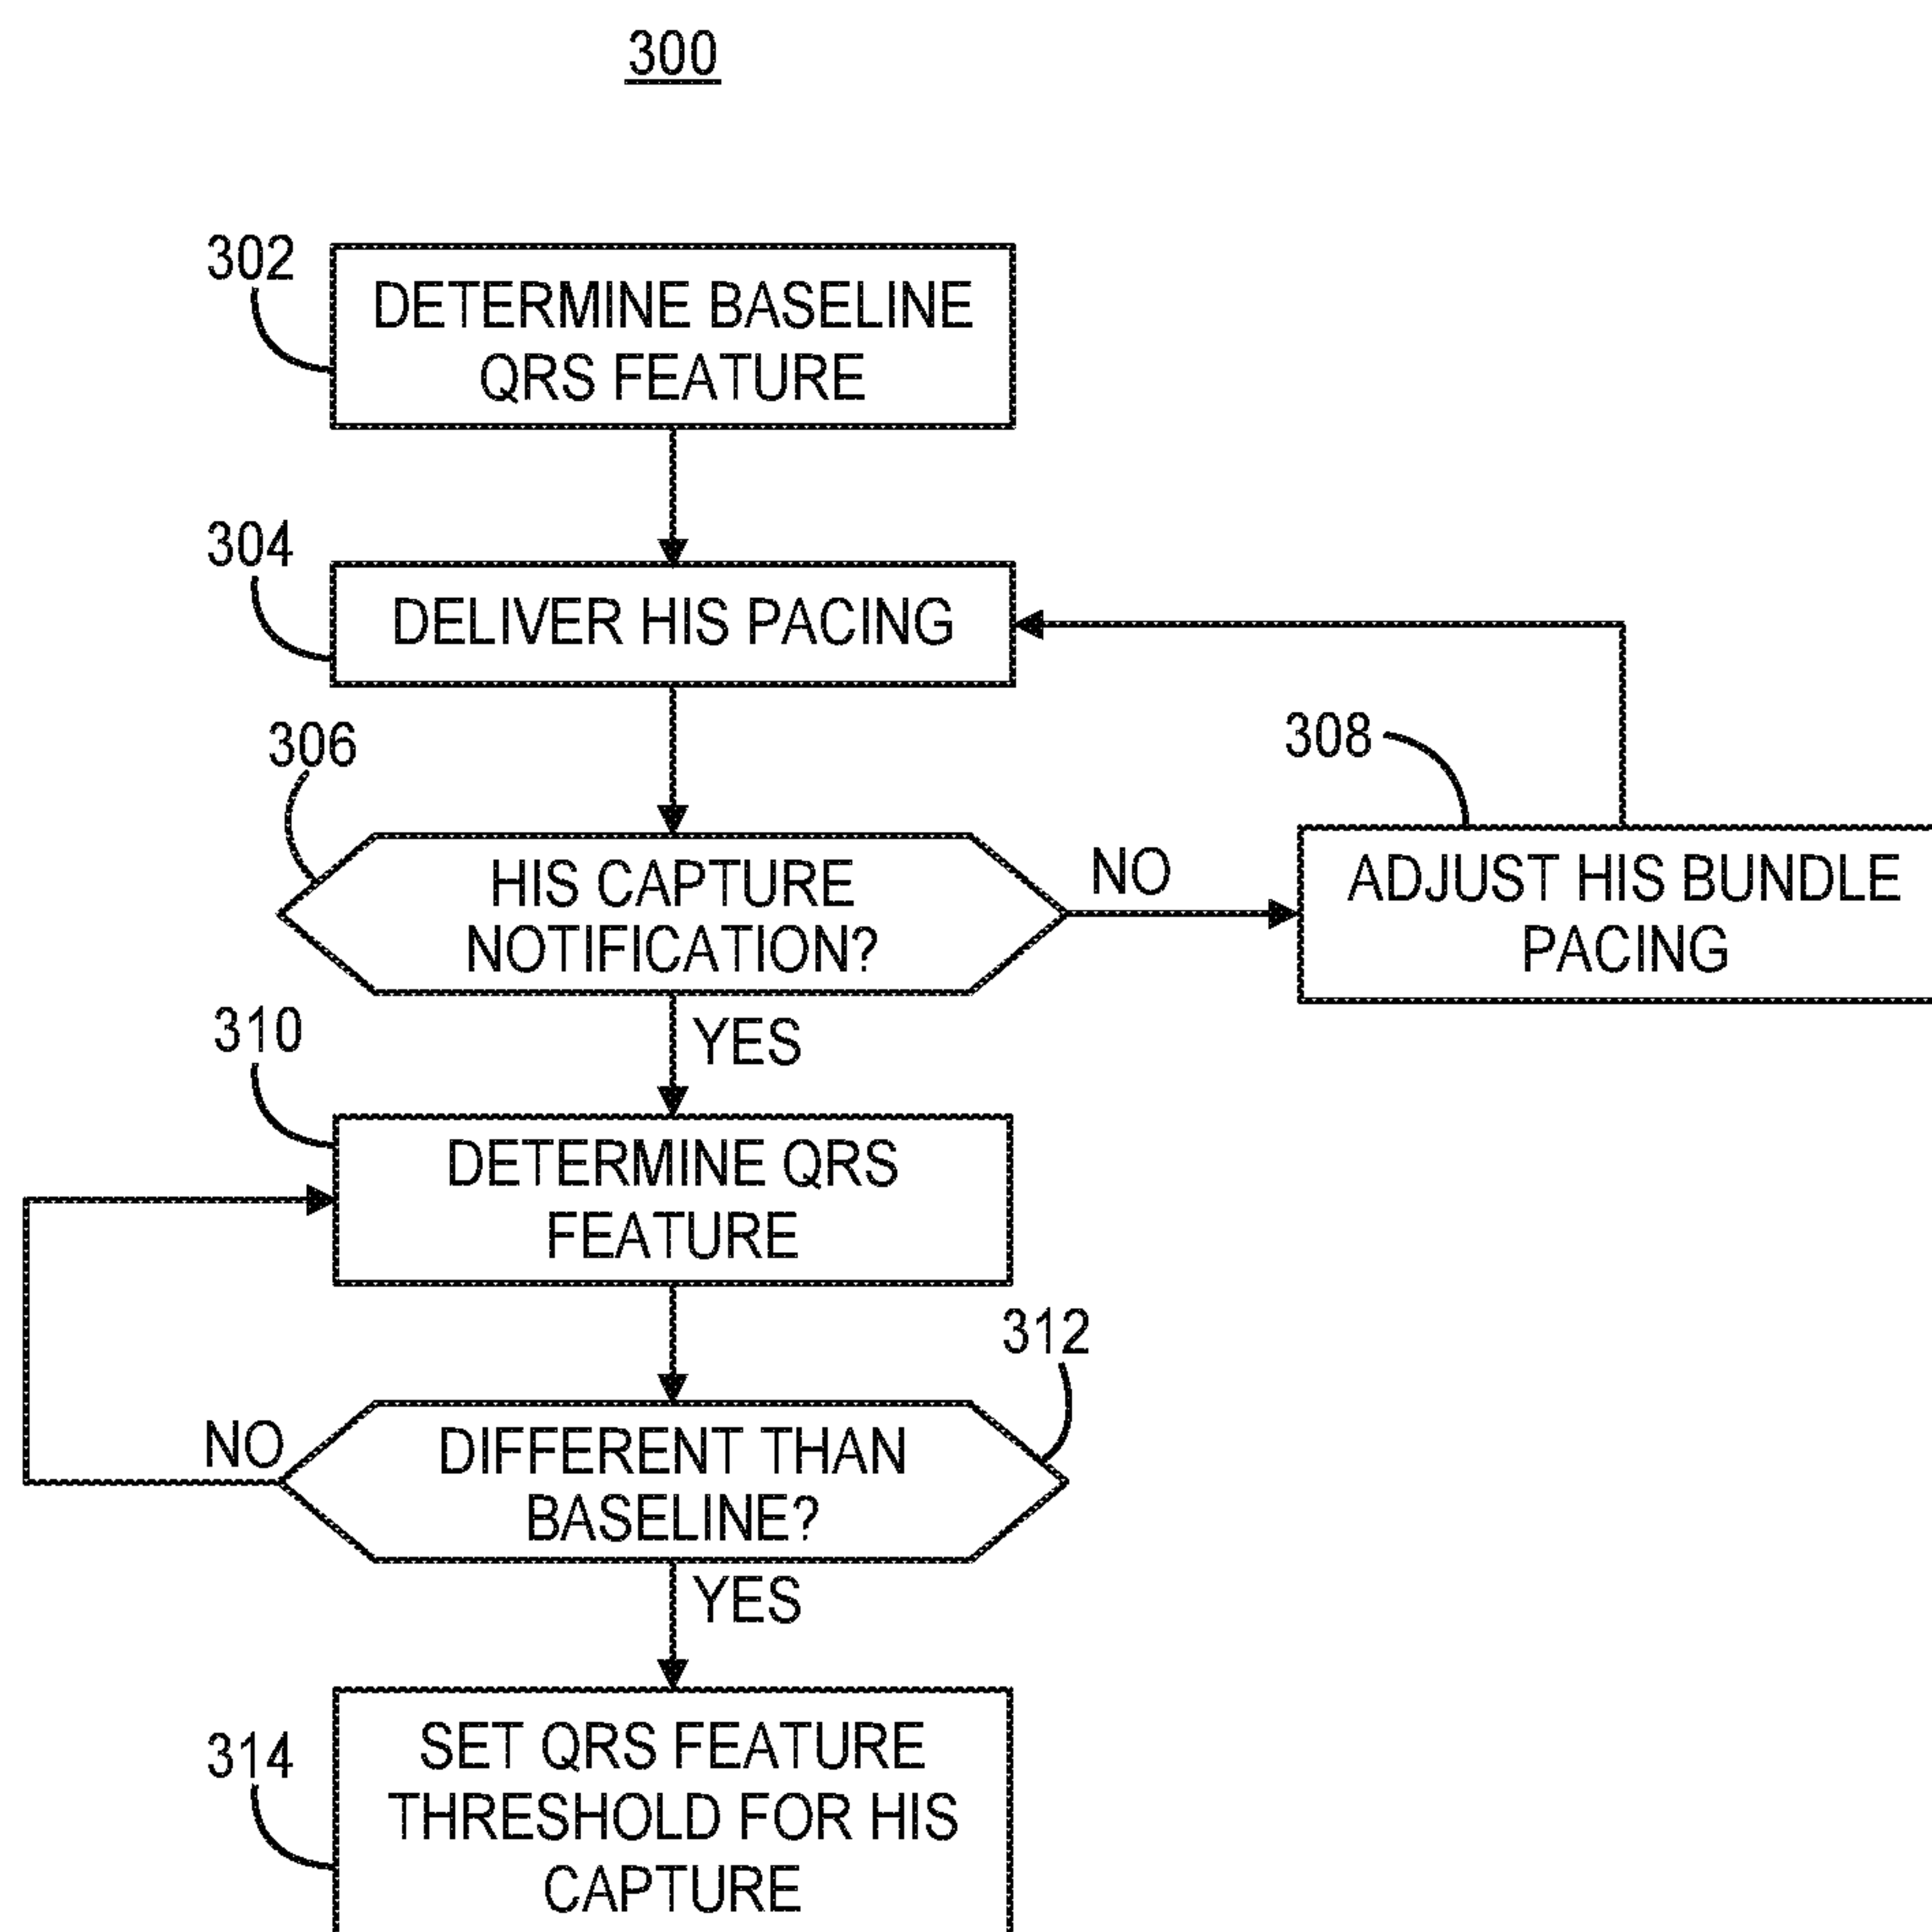 300
302
DETERMINE BASELINE
QRS FEATURE
304
DELIVER HIS PACING
306
HIS CAPTURE
NOTIFICATION?
NO
308
ADJUST HIS BUNDLE
PACING
YES
310
DETERMINE QRS
FEATURE
312
DIFFERENT THAN
BASELINE?
NO
YES
314
SET QRS FEATURE
THRESHOLD FOR HIS
CAPTURE